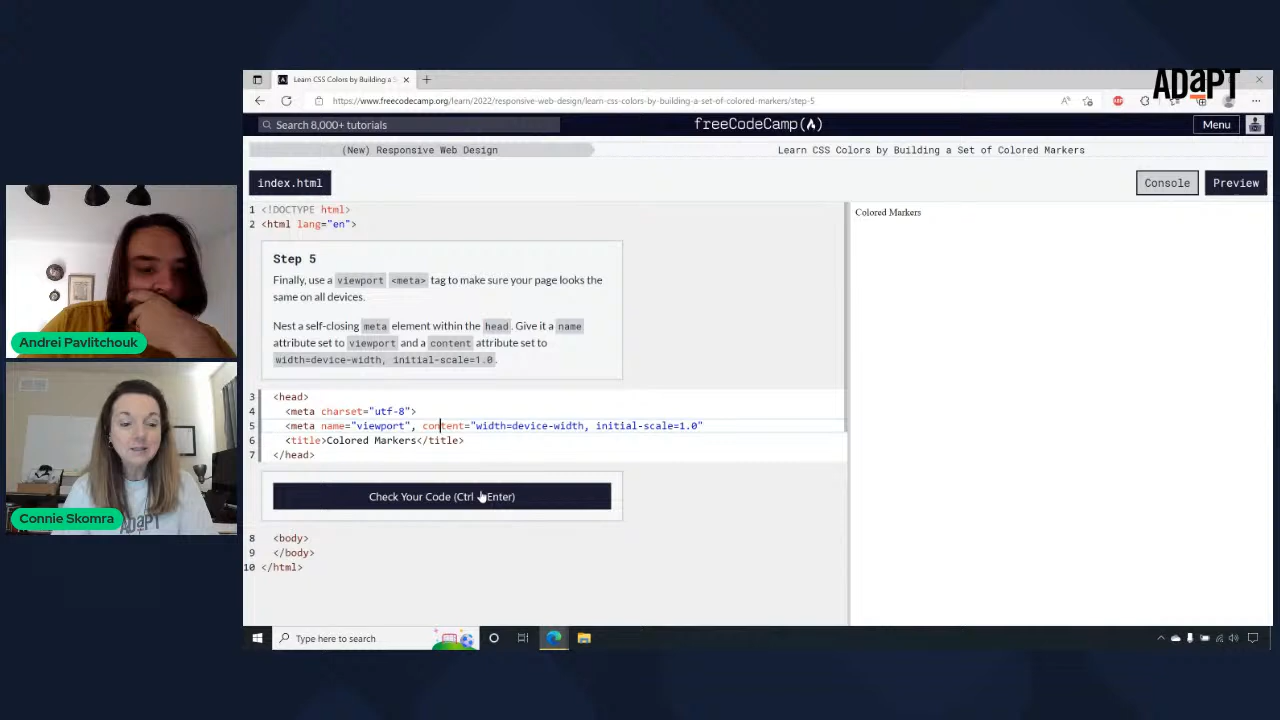 ADaPT
Learn CSS Colors by Building a S
https://www.freecodecamp.org/learn/2022/responsive-web-design/learn-css-colors-by-building-a-set-of-colored-markers/step-5
Search 8,000+ tutorials
freeCodeCamp
Menu
(New) Responsive Web Design
Learn CSS Colors by Building a Set of Colored Markers
index.html
Console
Preview
1 <!DOCTYPE html>
2 <html lang="en">
Colored Markers
Step 5
Finally, use a viewport <meta> tag to make sure your page looks the
same on all devices.
Nest a self-closing meta element within the head. Give it a name
attribute set to viewport and a content attribute set to
width=device-width, initial-scale=1.0.
3 <head>
4 <meta charset="utf-8">
5 <meta name="viewport", content="width=device-width, initial-scale=1.0"
6 <title>Colored Markers</title>
7 </head>
Check Your Code (Ctrl + Enter)
8 <body>
9 </body>
10 </html>
Andrei Pavlitchouk
ADaPT
Connie Skomra
Type here to search